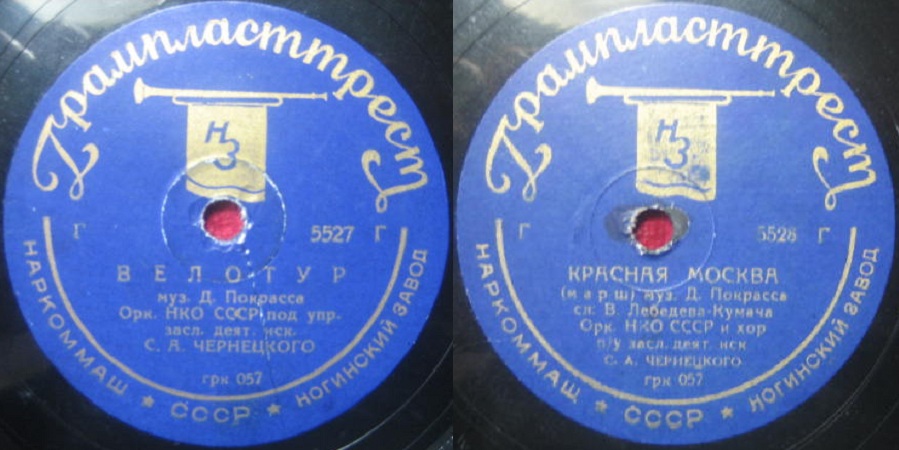 Грампласттрест
НЗ
Г 5527 Г
ВЕЛОТУР
муз. Д. Покрасса
Орк. НКО СССР под упр.
засл. деят. иск.
С. А. ЧЕРНЕЦКОГО
грк 057
НАРКОММАШ ★ СССР ★ НОГИНСКИЙ ЗАВОД
Грампласттрест
НЗ
Г 5528 Г
КРАСНАЯ МОСКВА
(марш) муз. Д. Покрасса
сл. В. Лебедева-Кумача
Орк. НКО СССР и хор
п/у засл. деят. иск
С. А. ЧЕРНЕЦКОГО
грк 057
НАРКОММАШ ★ СССР ★ НОГИНСКИЙ ЗАВОД